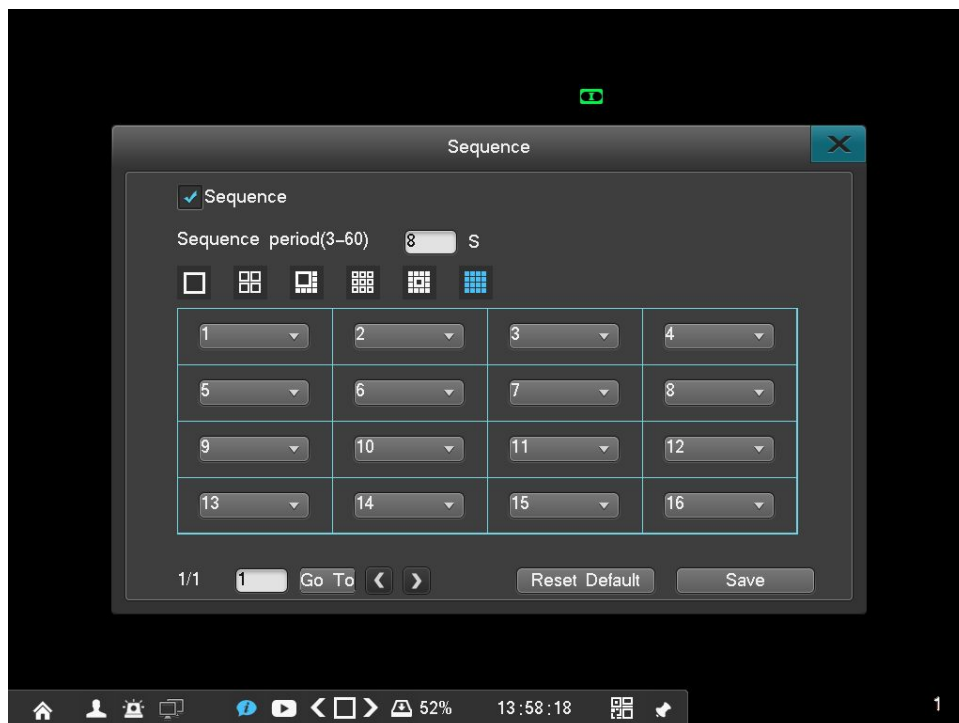 Sequence
Sequence
Sequence period(3-60) 8 S
1 2 3 4
5 6 7 8
9 10 11 12
13 14 15 16
1/1 1 Go To Reset Default Save
52% 13:58:18 1